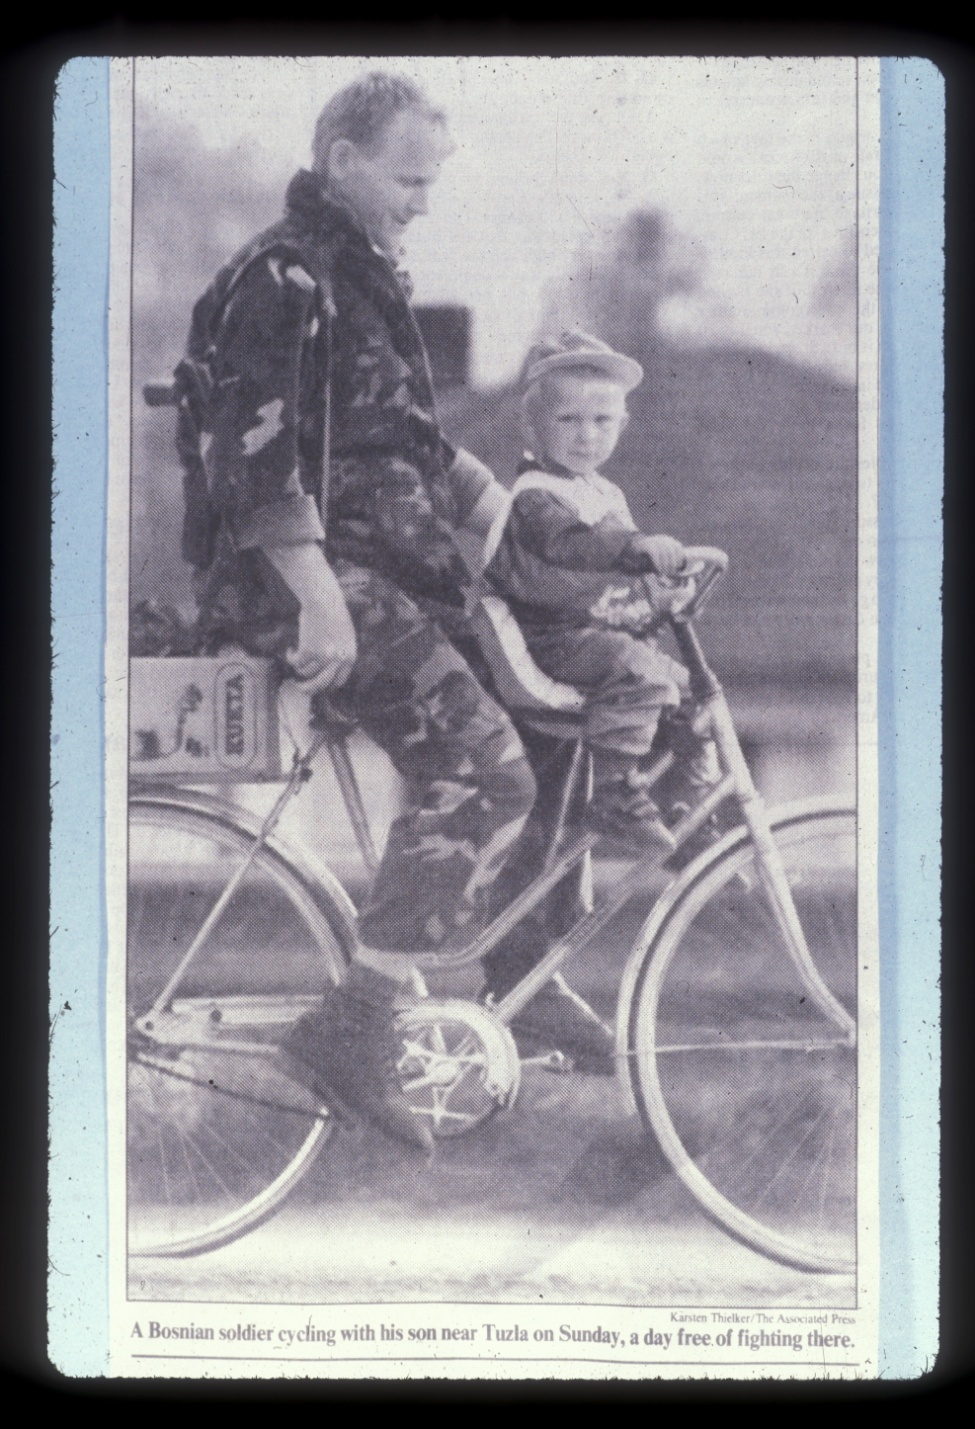 KUKTA
Karsten Thielker/The Associated Press
A Bosnian soldier cycling with his son near Tuzla on Sunday, a day free of fighting there.